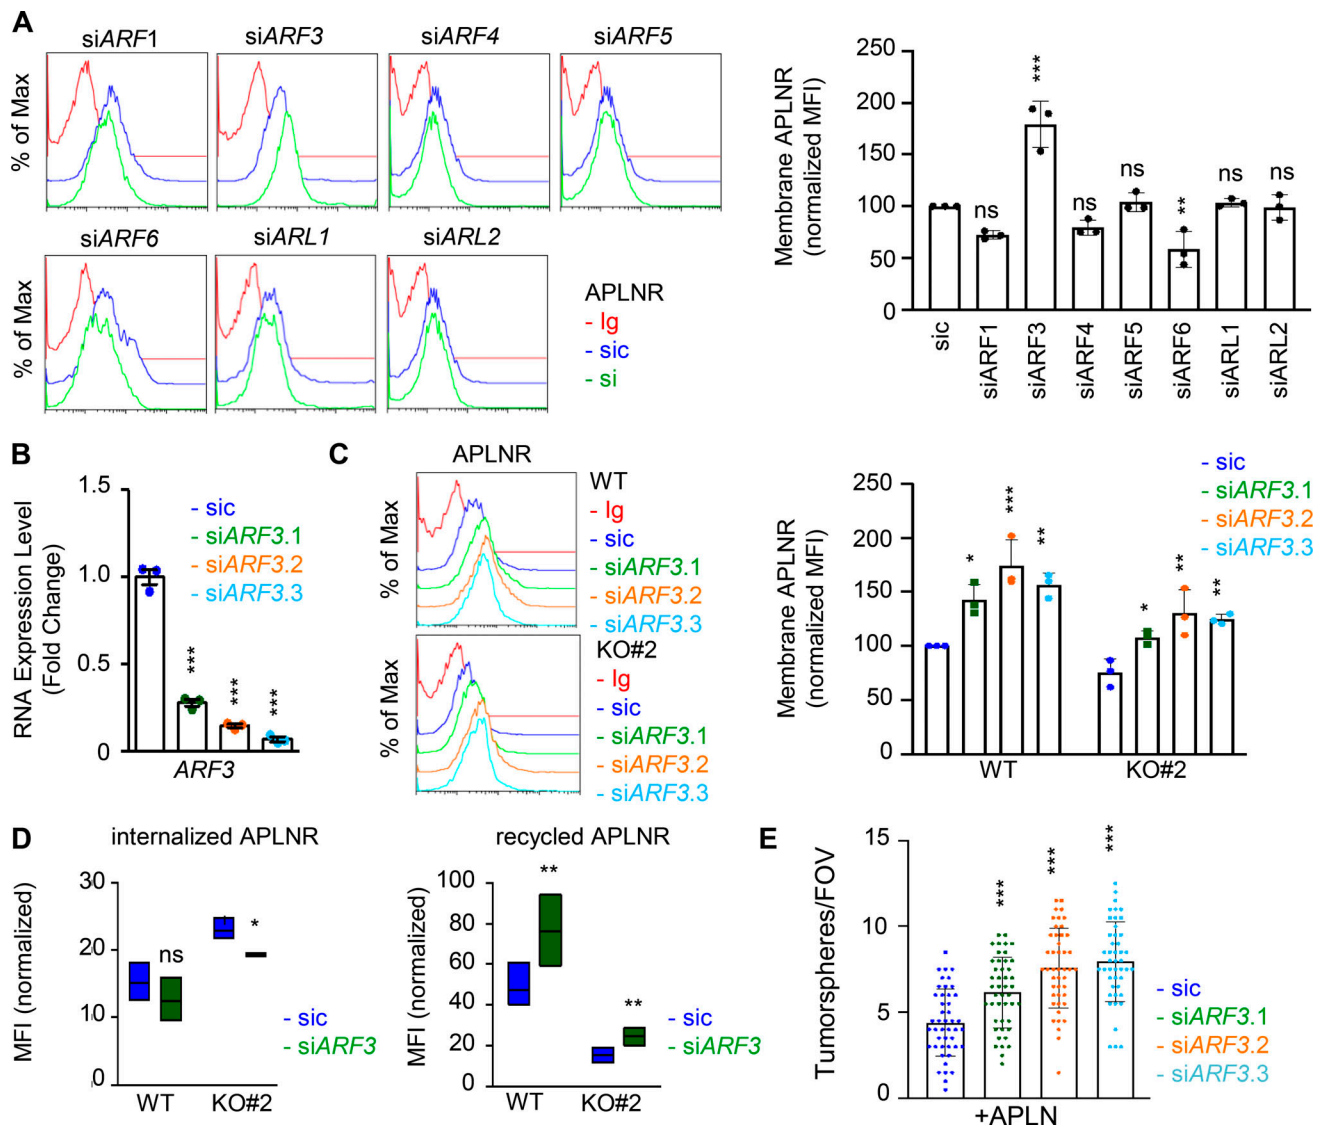 A
siARF1
siARF3
siARF4
siARF5
% of Max
siARF6
siARL1
siARL2
% of Max
APLNR
- Ig
- sic
- si
Membrane APLNR
(normalized MFI)
250
200
150
100
50
0
ns
***
ns
ns
**
ns
ns
sic
siARF1
siARF3
siARF4
siARF5
siARF6
siARL1
siARL2
B
RNA Expression Level
(Fold Change)
1.5
1.0
0.5
0
- sic
- siARF3.1
- siARF3.2
- siARF3.3
***
***
***
ARF3
C
APLNR
% of Max
WT
- Ig
- sic
- siARF3.1
- siARF3.2
- siARF3.3
% of Max
KO#2
- Ig
- sic
- siARF3.1
- siARF3.2
- siARF3.3
Membrane APLNR
(normalized MFI)
250
200
150
100
50
0
- sic
- siARF3.1
- siARF3.2
- siARF3.3
*
***
**
*
**
**
WT
KO#2
D
internalized APLNR
MFI (normalized)
30
20
10
0
ns
*
- sic
- siARF3
WT
KO#2
recycled APLNR
MFI (normalized)
100
80
60
40
20
0
**
**
- sic
- siARF3
WT
KO#2
E
Tumorspheres/FOV
15
10
5
0
***
***
***
- sic
- siARF3.1
- siARF3.2
- siARF3.3
+APLN